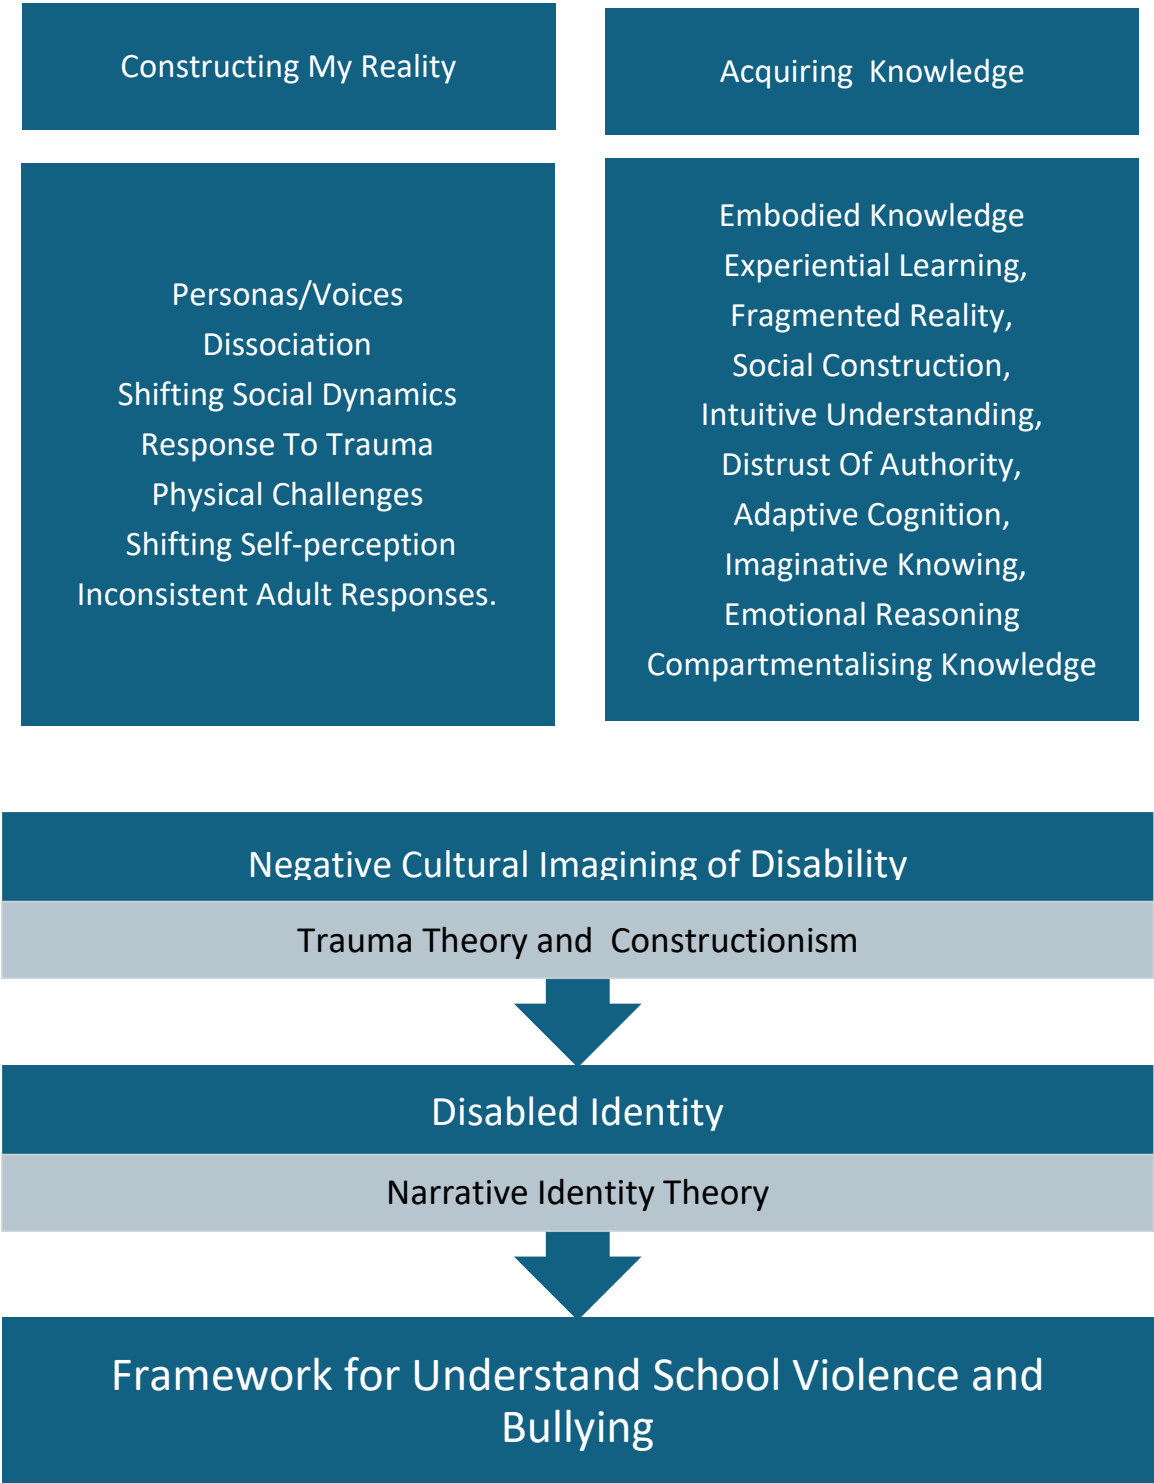 Constructing My Reality
Acquiring Knowledge
Personas/Voices
Dissociation
Shifting Social Dynamics
Response To Trauma
Physical Challenges
Shifting Self-perception
Inconsistent Adult Responses.
Embodied Knowledge
Experiential Learning,
Fragmented Reality,
Social Construction,
Intuitive Understanding,
Distrust Of Authority,
Adaptive Cognition,
Imaginative Knowing,
Emotional Reasoning
Compartmentalising Knowledge
Negative Cultural Imagining of Disability
Trauma Theory and Constructionism
Disabled Identity
Narrative Identity Theory
Framework for Understand School Violence and
Bullying